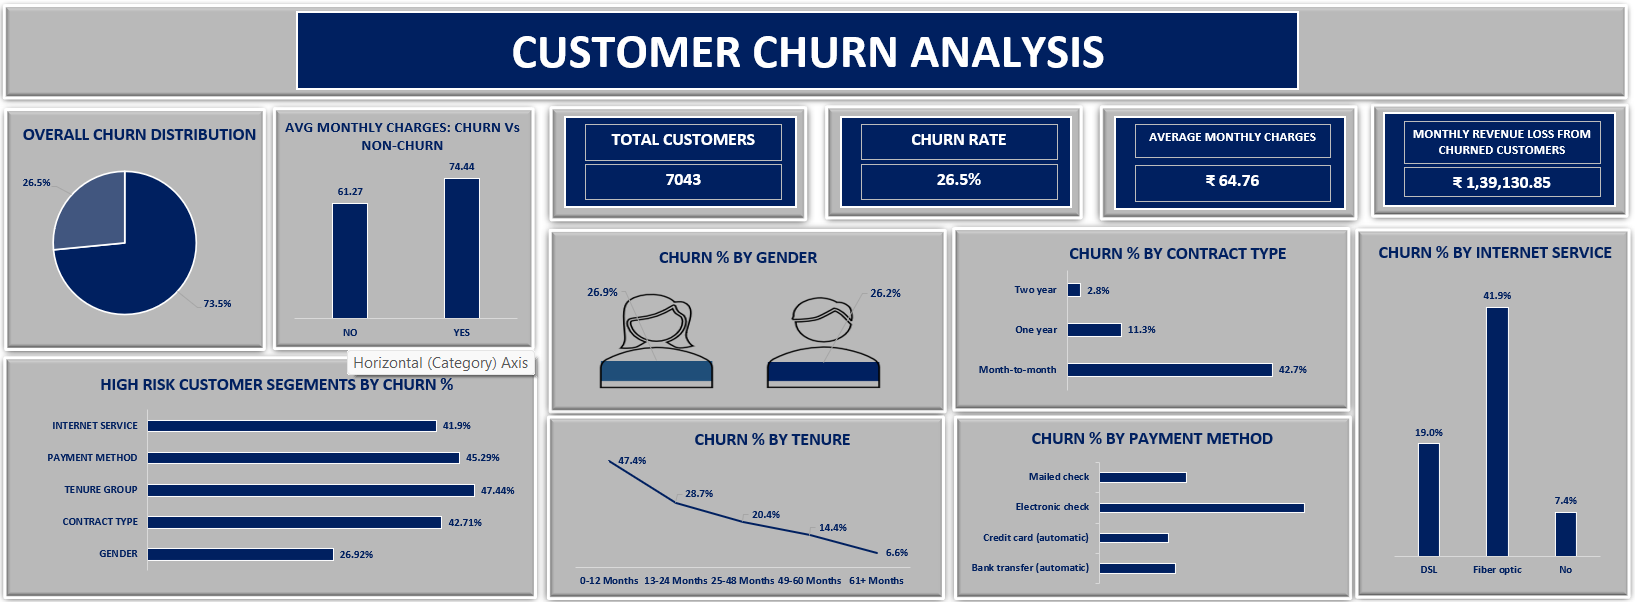 CUSTOMER CHURN ANALYSIS
OVERALL CHURN DISTRIBUTION
26.5%
73.5%
AVG MONTHLY CHARGES: CHURN Vs
NON-CHURN
61.27
74.44
NO
YES
Horizontal (Category) Axis
TOTAL CUSTOMERS
7043
CHURN RATE
26.5%
AVERAGE MONTHLY CHARGES
₹ 64.76
MONTHLY REVENUE LOSS FROM
CHURNED CUSTOMERS
₹ 1,39,130.85
CHURN % BY GENDER
26.9%
26.2%
CHURN % BY CONTRACT TYPE
Two year
2.8%
One year
11.3%
Month-to-month
42.7%
CHURN % BY INTERNET SERVICE
19.0%
41.9%
7.4%
DSL
Fiber optic
No
HIGH RISK CUSTOMER SEGEMENTS BY CHURN %
INTERNET SERVICE
41.9%
PAYMENT METHOD
45.29%
TENURE GROUP
47.44%
CONTRACT TYPE
42.71%
GENDER
26.92%
CHURN % BY TENURE
47.4%
28.7%
20.4%
14.4%
6.6%
0-12 Months
13-24 Months
25-48 Months
49-60 Months
61+ Months
CHURN % BY PAYMENT METHOD
Mailed check
Electronic check
Credit card (automatic)
Bank transfer (automatic)